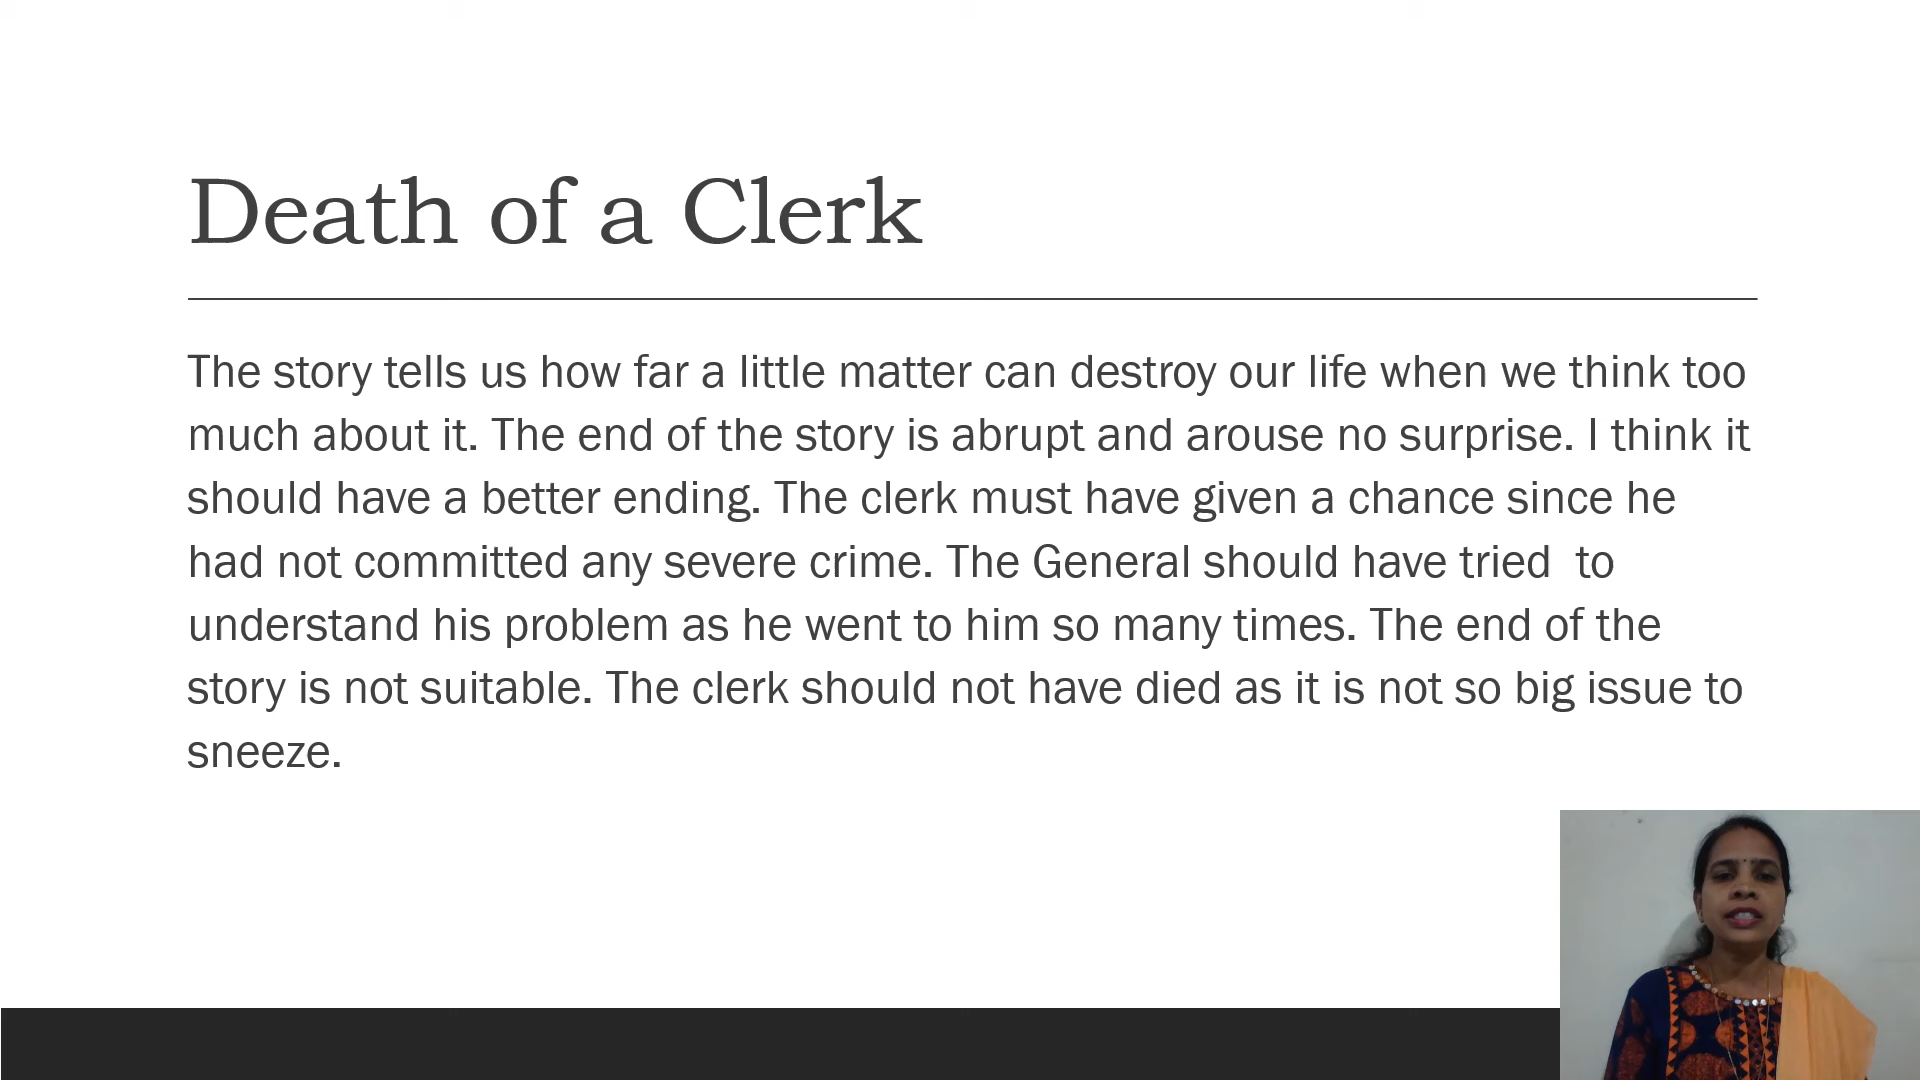 Death of a Clerk
The story tells us how far a little matter can destroy our life when we think too
much about it. The end of the story is abrupt and arouse no surprise. I think it
should have a better ending. The clerk must have given a chance since he
had not committed any severe crime. The General should have tried  to
understand his problem as he went to him so many times. The end of the
story is not suitable. The clerk should not have died as it is not so big issue to
sneeze.